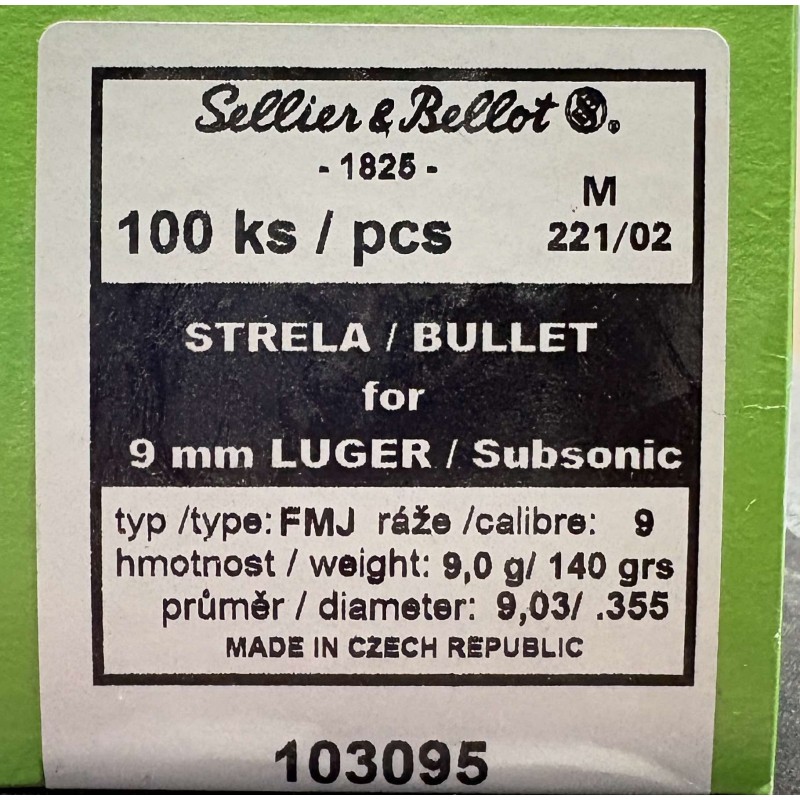 Sellier & Bellot S&B®
- 1825 -
M
100 ks / pcs 221/02
STRELA / BULLET
for
9 mm LUGER / Subsonic
typ /type: FMJ ráže /calibre: 9
hmotnost / weight: 9,0 g/ 140 grs
průměr / diameter: 9,03/ .355
MADE IN CZECH REPUBLIC
103095